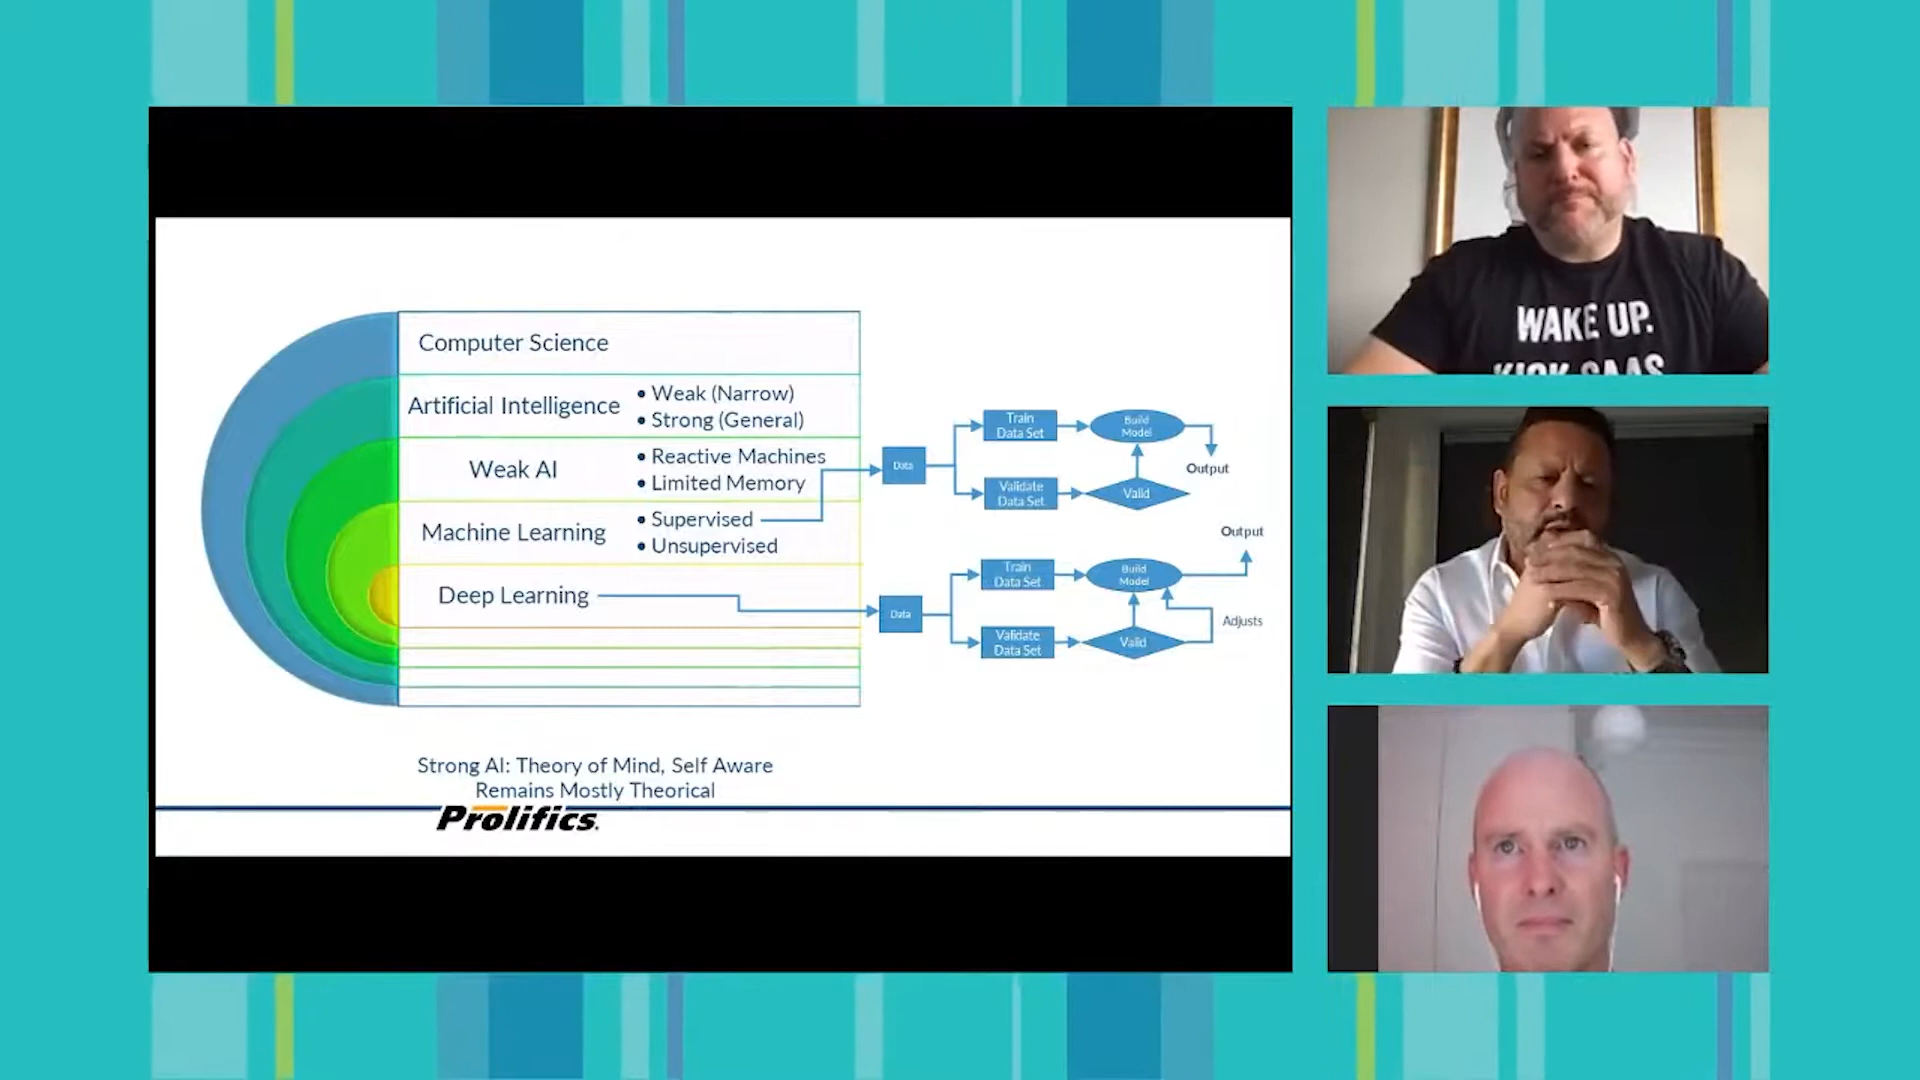 Computer Science
Artificial Intelligence
• Weak (Narrow)
• Strong (General)
Weak AI
• Reactive Machines
• Limited Memory
Machine Learning
• Supervised
• Unsupervised
Deep Learning
Data
Train
Data Set
Build
Model
Output
Validate
Data Set
Valid
Data
Train
Data Set
Build
Model
Output
Validate
Data Set
Valid
Adjusts
Strong AI: Theory of Mind, Self Aware
Remains Mostly Theorical
Prolifics.
WAKE UP.
KICK SAAS